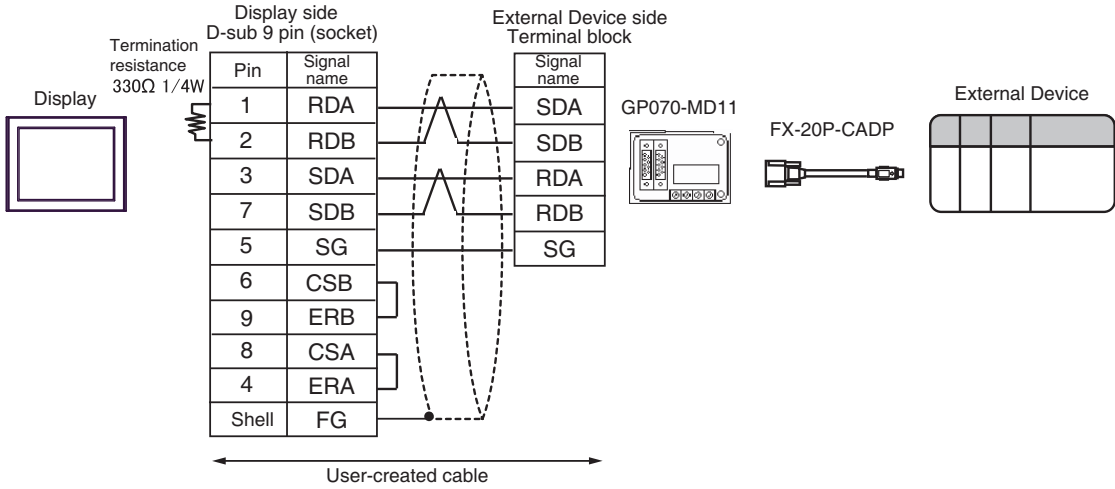 Display side
D-sub 9 pin (socket)
External Device side
Terminal block
Termination
resistance
330Ω 1/4W
Display
Pin
Signal
name
Signal
name
1 RDA SDA
2 RDB SDB
3 SDA RDA
7 SDB RDB
5 SG SG
6 CSB
9 ERB
8 CSA
4 ERA
Shell FG
GP070-MD11
FX-20P-CADP
External Device
User-created cable